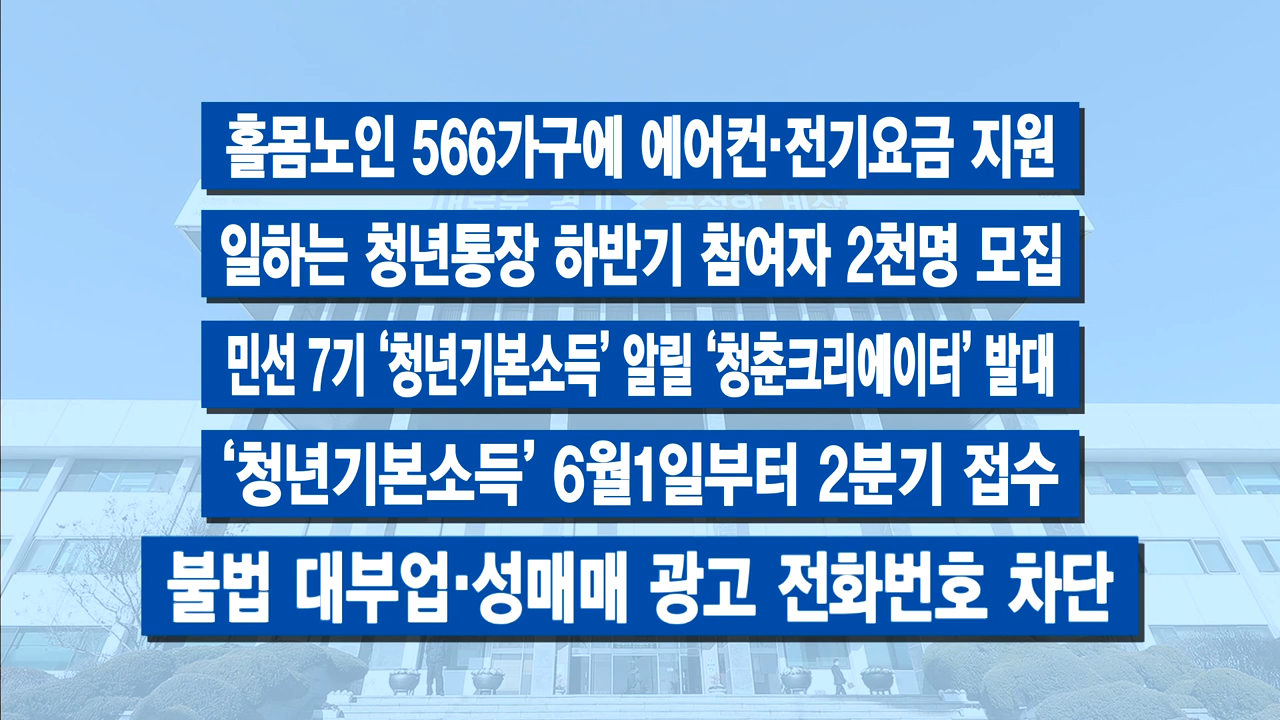 홀몸노인 566가구에 에어컨·전기요금 지원
일하는 청년통장 하반기 참여자 2천명 모집
민선 7기 ‘청년기본소득’ 알릴 ‘청춘크리에이터’ 발대
‘청년기본소득’ 6월1일부터 2분기 접수
불법 대부업·성매매 광고 전화번호 차단